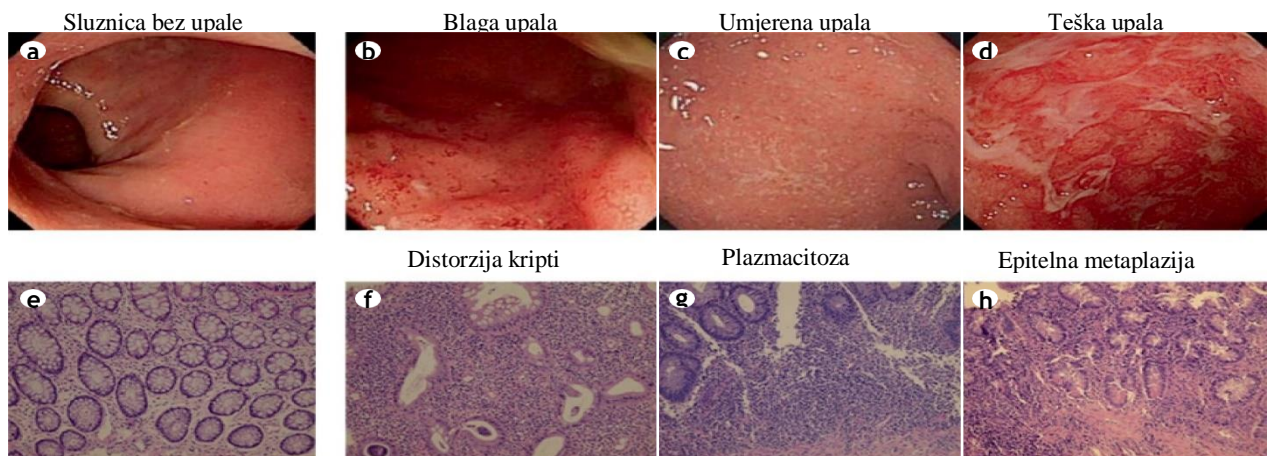 Sluznica bez upale
Blaga upala
Umjerena upala
Teška upala
a
b
c
d
Distorzija kripti
Plazmacitoza
Epitelna metaplazija
e
f
g
h